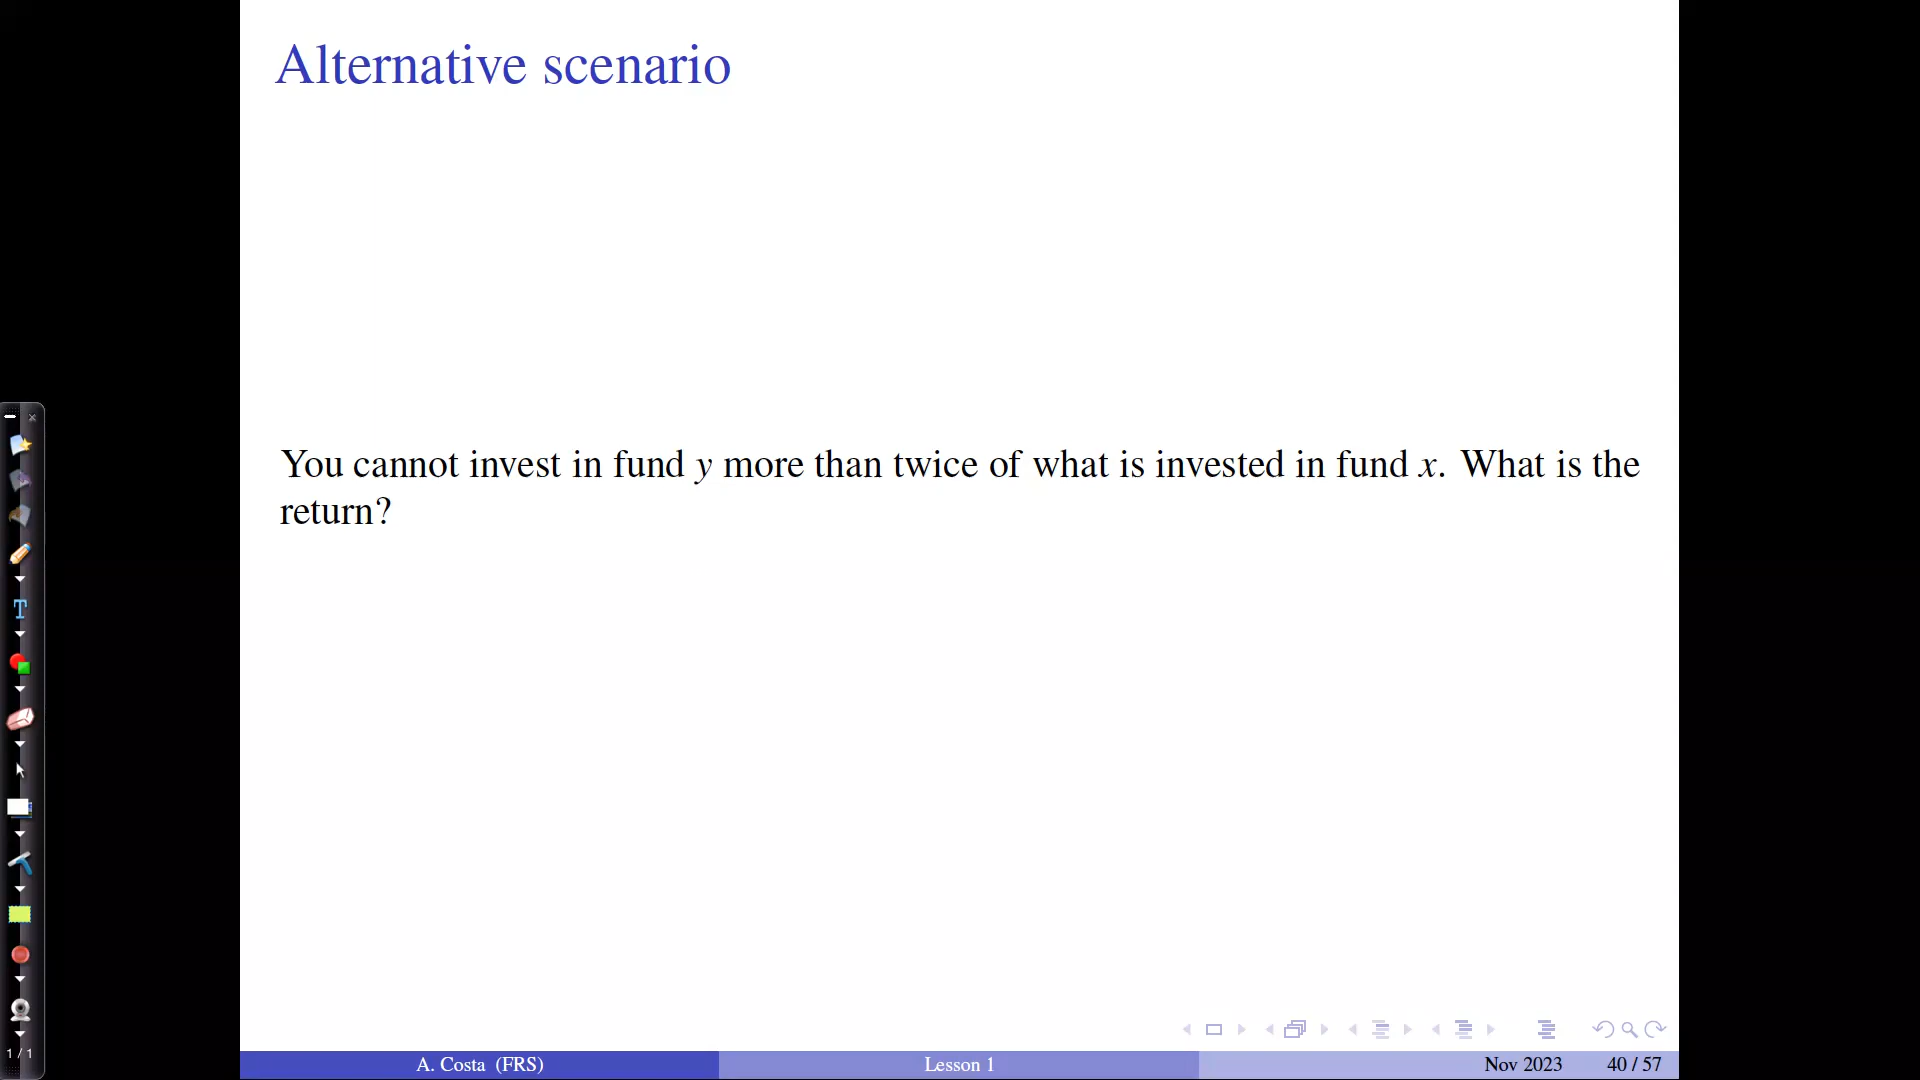 Alternative scenario
You cannot invest in fund y more than twice of what is invested in fund x. What is the
return?
1 / 1
A. Costa (FRS) Lesson 1 Nov 2023 40 / 57